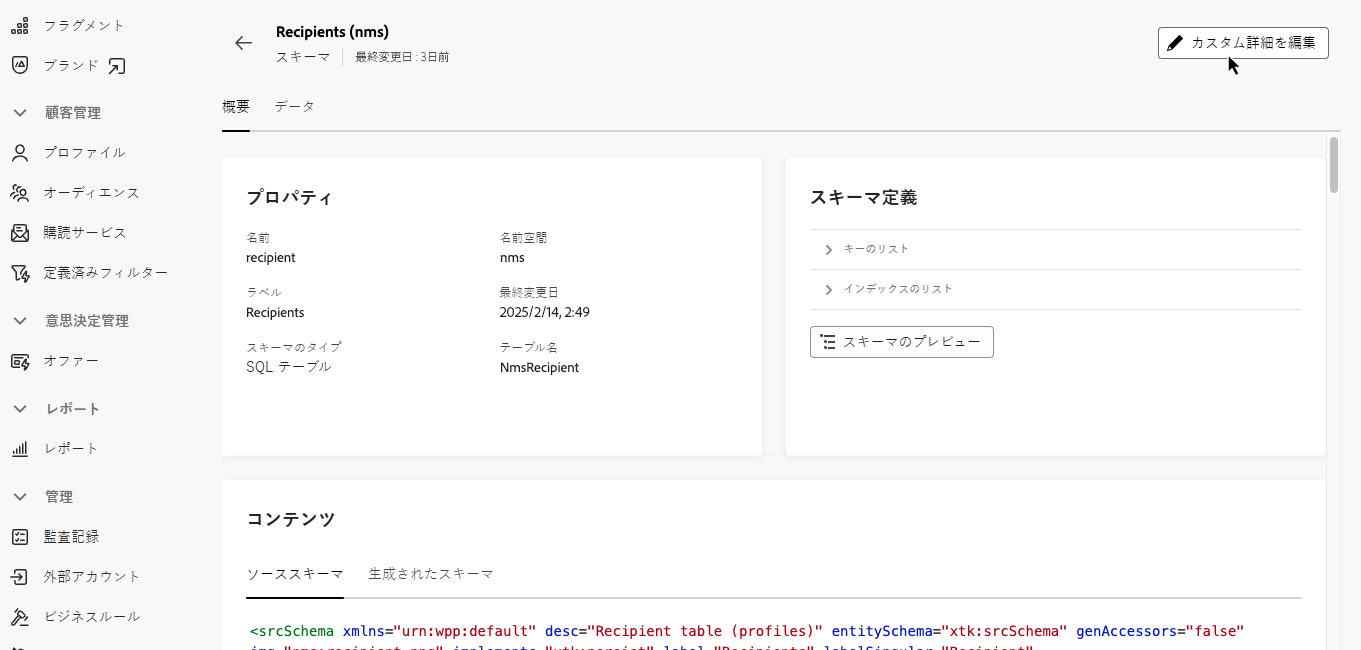 フラグメント
ブランド
顧客管理
プロファイル
オーディエンス
購読サービス
定義済みフィルター
意思決定管理
オファー
レポート
レポート
管理
監査記録
外部アカウント
ビジネスルール
Recipients (nms)
スキーマ
最終変更日 : 3日前
カスタム詳細を編集
概要
データ
プロパティ
名前
recipient
名前空間
nms
ラベル
Recipients
最終変更日
2025/2/14, 2:49
スキーマのタイプ
SQL テーブル
テーブル名
NmsRecipient
スキーマ定義
キーのリスト
インデックスのリスト
スキーマのプレビュー
コンテンツ
ソーススキーマ
生成されたスキーマ
<srcSchema xmlns="urn:wpp:default" desc="Recipient table (profiles)" entitySchema="xtk:srcSchema" genAccessors="false"
img="nms:recipient.png" implements="xtk:persist" label="Recipients" labelSingular="Recipient"